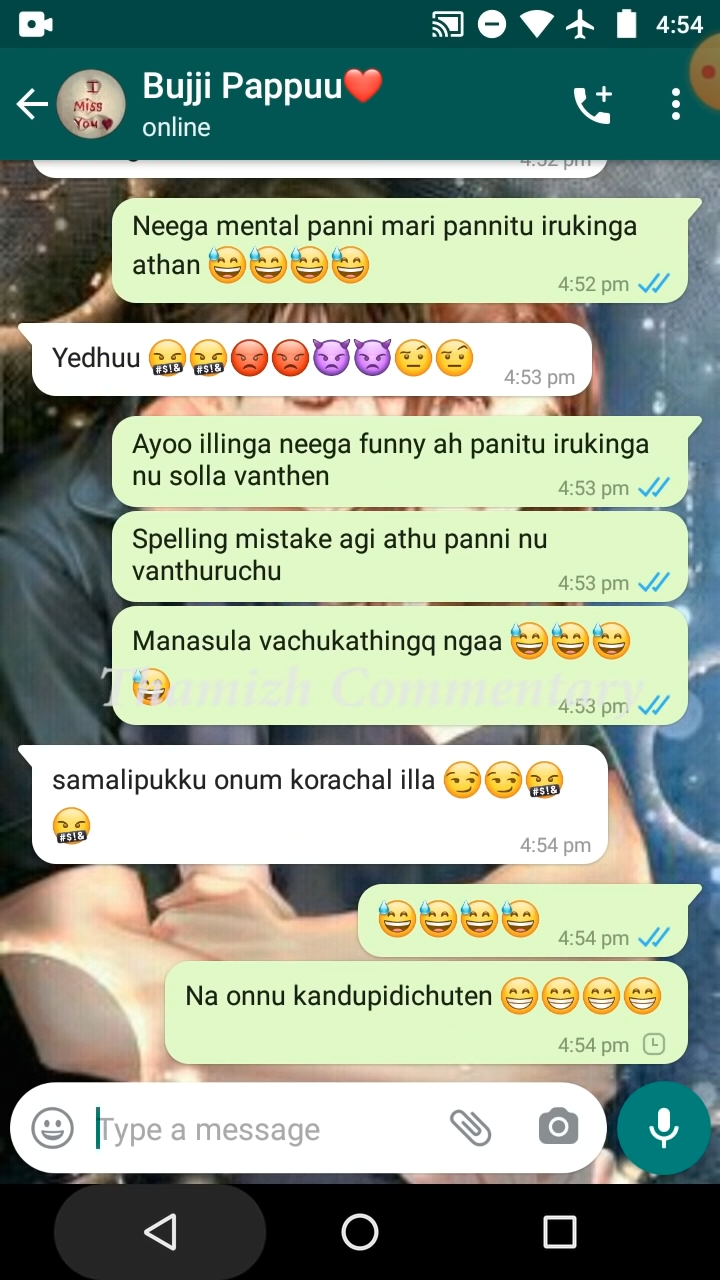 4:54
I
Miss
You
Bujji Pappuu❤️
online
4:52 pm
Neega mental panni mari pannitu irukinga
athan 😅😅😅😅
4:52 pm
Yedhuu 🤬🤬😡😡👿👿🤨🤨
4:53 pm
Ayoo illinga neega funny ah panitu irukinga
nu solla vanthen
4:53 pm
Spelling mistake agi athu panni nu
vanthuruchu
4:53 pm
Manasula vachukathingq ngaa 😅😅😅
😅
Thamizh Commentary
4:53 pm
samalipukku onum korachal illa 😏😏🤬
🤬
4:54 pm
😅😅😅😅
4:54 pm
Na onnu kandupidichuten 😁😁😁😁
4:54 pm
Type a message